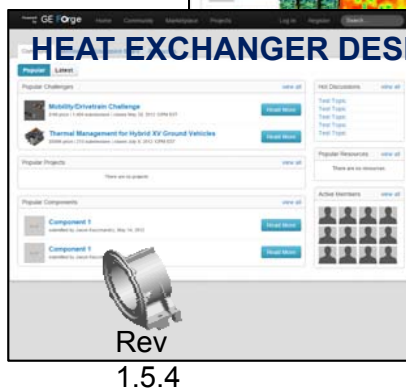 GE FOrge Home Community Marketplace Projects Log in Register Search...
HEAT EXCHANGER DESI
Popular Latest
Popular Challenges view all
Hot Discussions view all
Mobility/Drivetrain Challenge
Read More
Test Topic
Test Topic
Test Topic
Test Topic
Test Topic
Thermal Management for Hybrid XV Ground Vehicles
Read More
Popular Projects view all
There are no projects
Popular Resources view all
There are no resources
Popular Components view all
Active Members view all
Component 1
Read More
Component 1
Read More
Rev
1.5.4